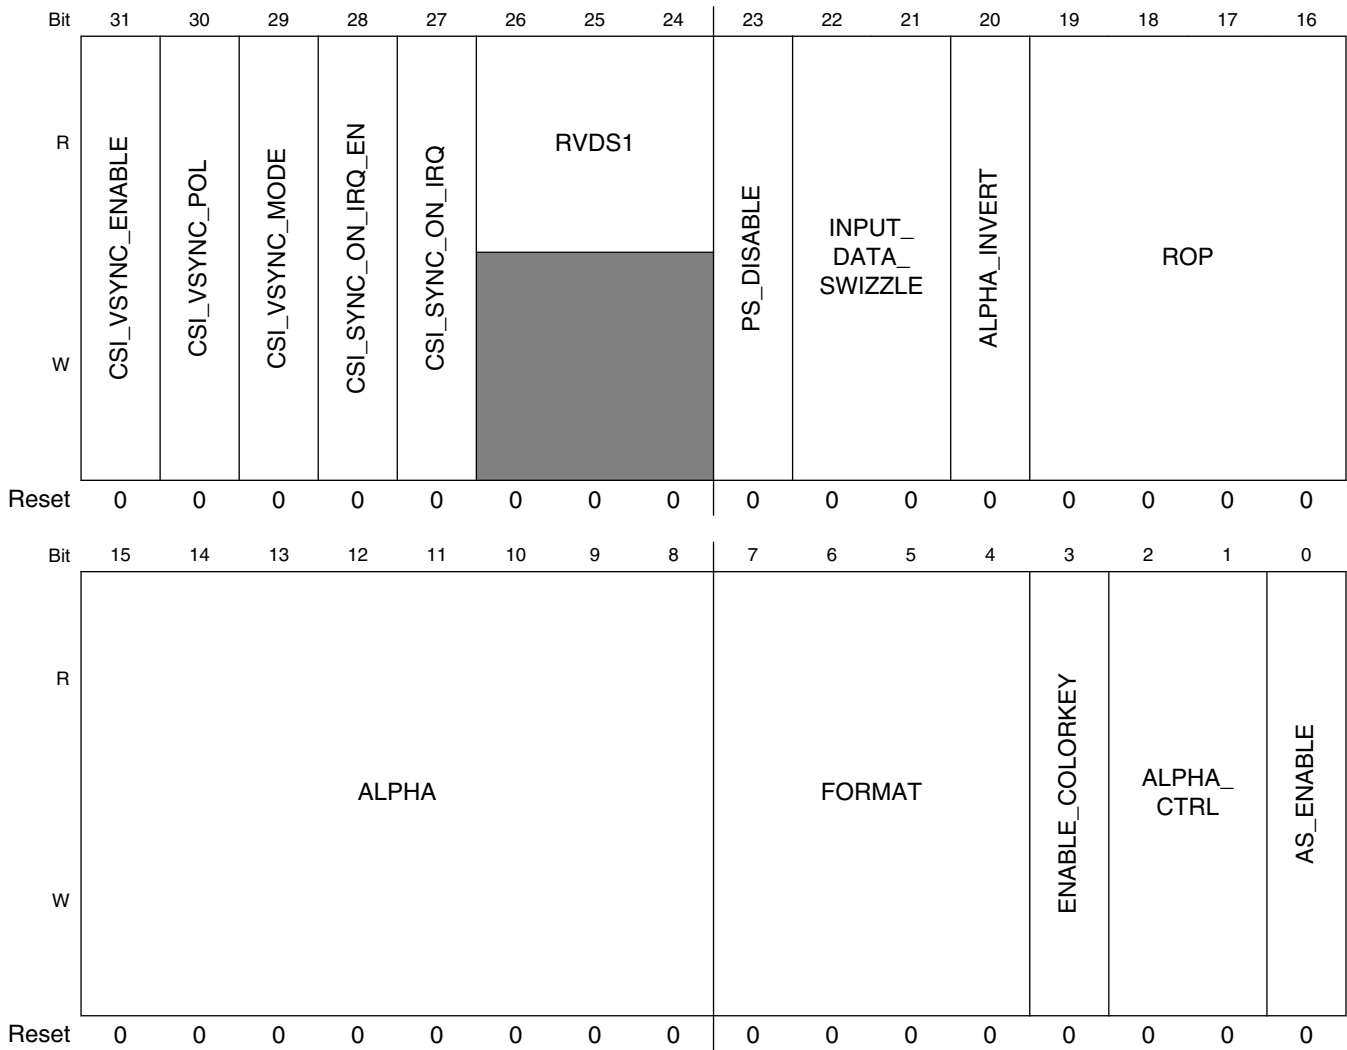 Bit 31 30 29 28 27 26 25 24 23 22 21 20 19 18 17 16
R
W
CSI_VSYNC_ENABLE
CSI_VSYNC_POL
CSI_VSYNC_MODE
CSI_SYNC_ON_IRQ_EN
CSI_SYNC_ON_IRQ
RVDS1
PS_DISABLE
INPUT_
DATA_
SWIZZLE
ALPHA_INVERT
ROP
Reset 0 0 0 0 0 0 0 0 0 0 0 0 0 0 0 0
Bit 15 14 13 12 11 10 9 8 7 6 5 4 3 2 1 0
R
W
ALPHA
FORMAT
ENABLE_COLORKEY
ALPHA_
CTRL
AS_ENABLE
Reset 0 0 0 0 0 0 0 0 0 0 0 0 0 0 0 0